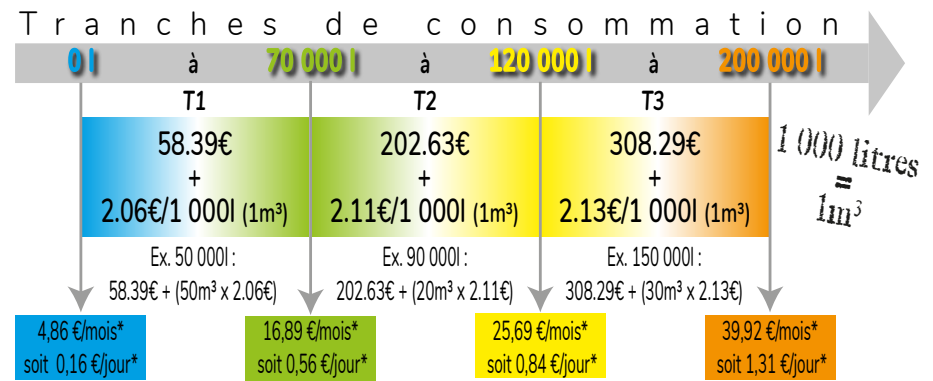 Tranches de consommation
0 l à 70 000 l à 120 000 l à 200 000 l
T1 T2 T3
58.39€ 202.63€ 308.29€
+ + +
2.06€/1 000l (1m³) 2.11€/1 000l (1m³) 2.13€/1 000l (1m³)
1 000 litres
=
1m³
Ex. 50 000l : Ex. 90 000l : Ex. 150 000l :
58.39€ + (50m³ x 2.06€) 202.63€ + (20m³ x 2.11€) 308.29€ + (30m³ x 2.13€)
4,86 €/mois* 16,89 €/mois* 25,69 €/mois* 39,92 €/mois*
soit 0,16 €/jour* soit 0,56 €/jour* soit 0,84 €/jour* soit 1,31 €/jour*